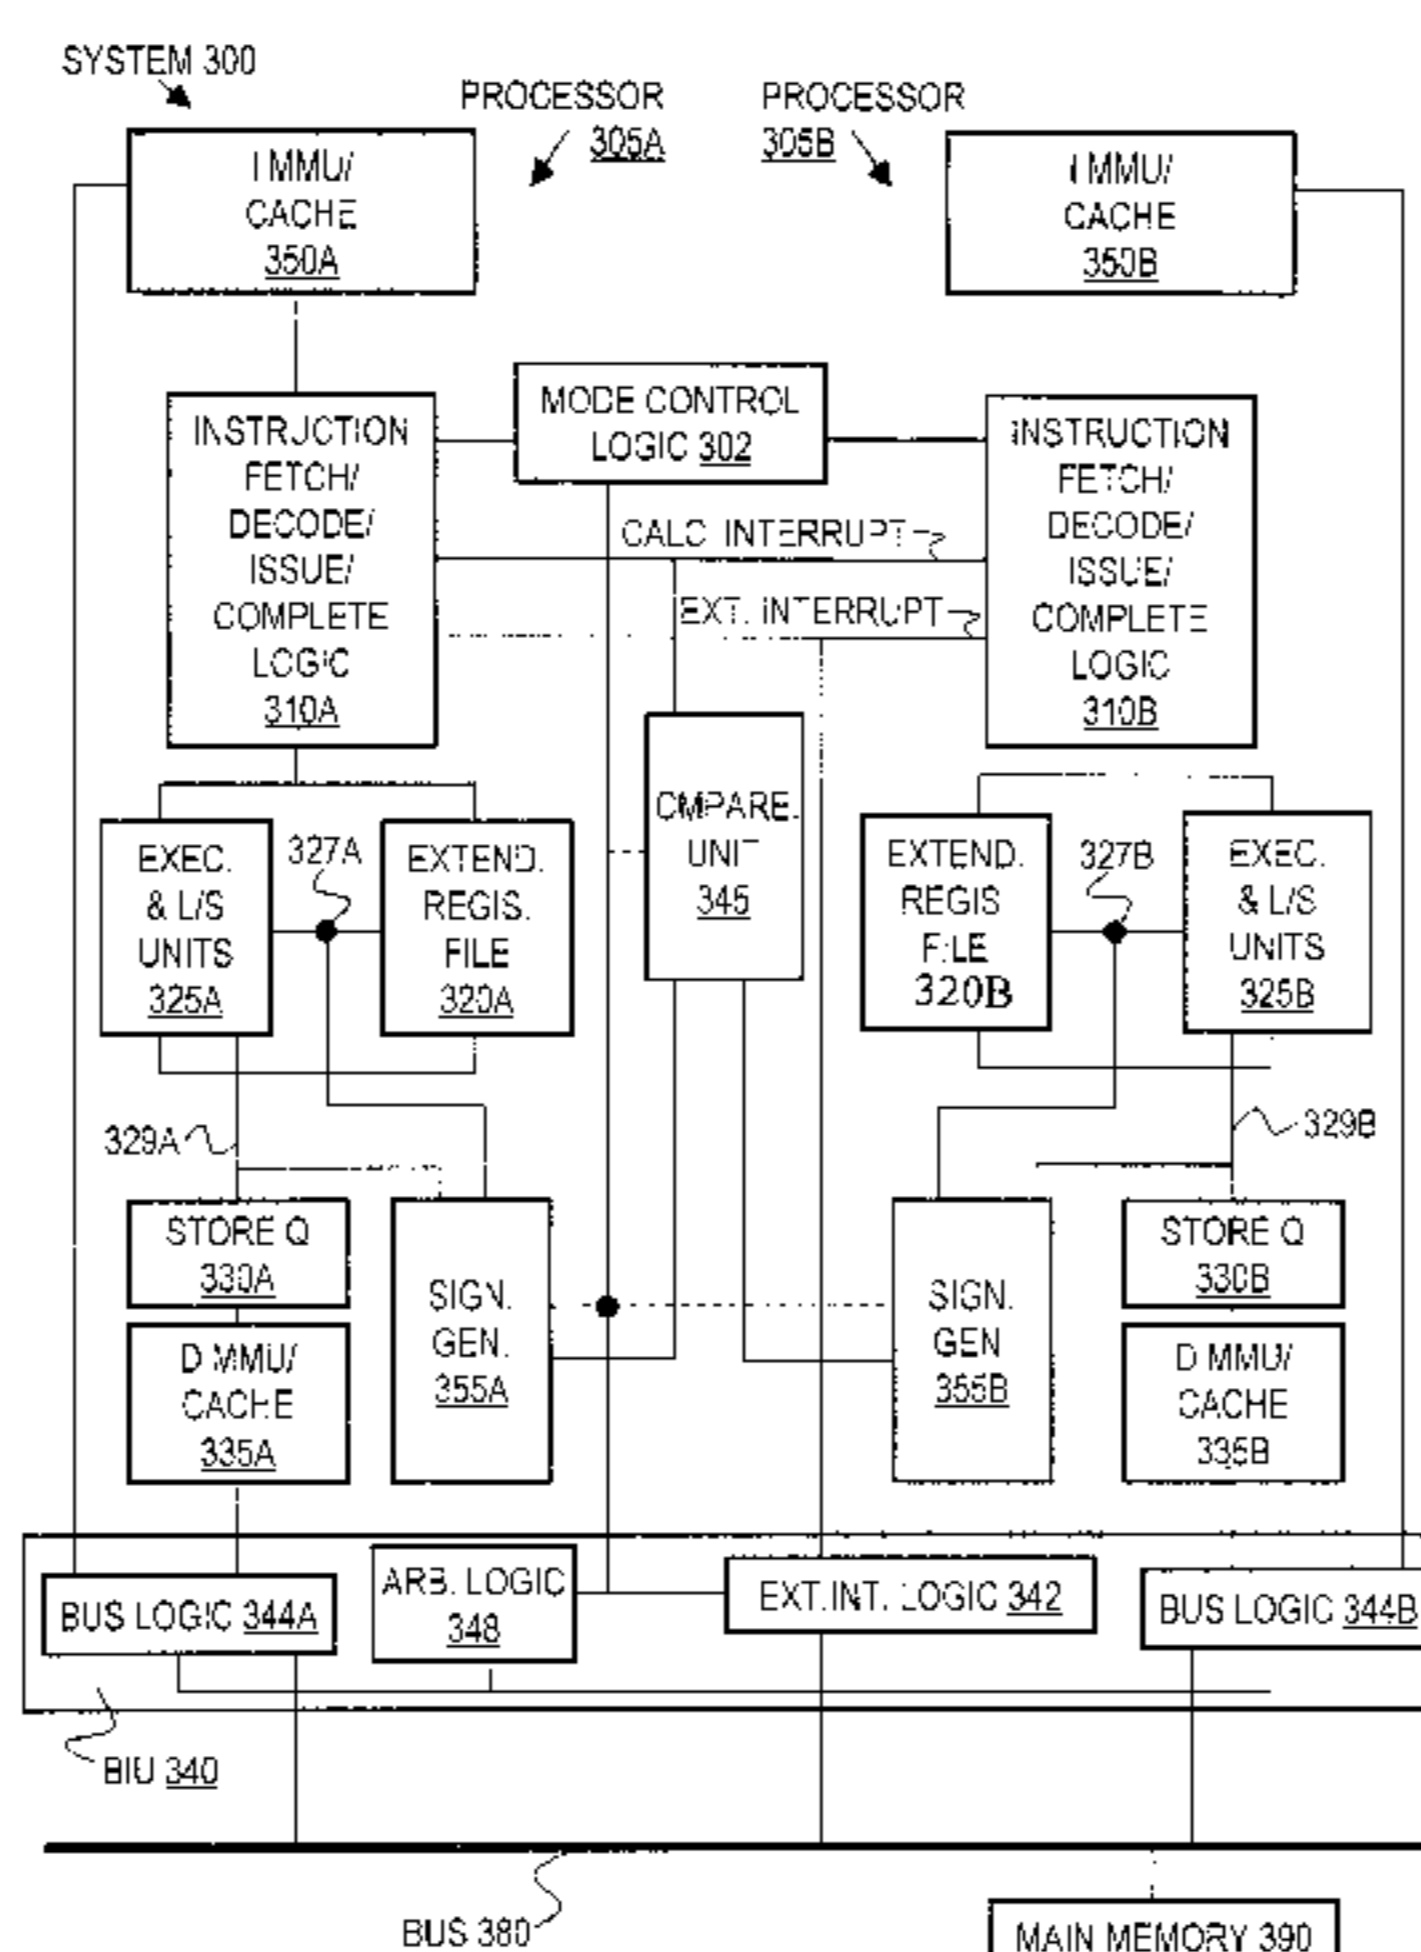 SYSTEM 300
PROCESSOR
305A
PROCESSOR
305B
I MMU/
CACHE
350A
I MMU/
CACHE
350B
MODE CONTROL
LOGIC 302
INSTRUCTION
FETCH/
DECODE/
ISSUE/
COMPLETE
LOGIC
310A
INSTRUCTION
FETCH/
DECODE/
ISSUE/
COMPLETE
LOGIC
310B
CALC INTERRUPT
EXT. INTERRUPT
CMPARE.
UNIT
345
EXEC.
& L/S
UNITS
325A
327A
EXTEND.
REGIS.
FILE
320A
EXTEND.
REGIS
FILE
320B
327B
EXEC.
& L/S
UNITS
325B
329A
329B
STORE Q
330A
SIGN.
GEN.
355A
SIGN.
GEN
355B
STORE Q
330B
D MMU/
CACHE
335A
D MMU/
CACHE
335B
BUS LOGIC 344A
ARB. LOGIC
348
EXT.INT. LOGIC 342
BUS LOGIC 344B
BIU 340
BUS 380
MAIN MEMORY 390